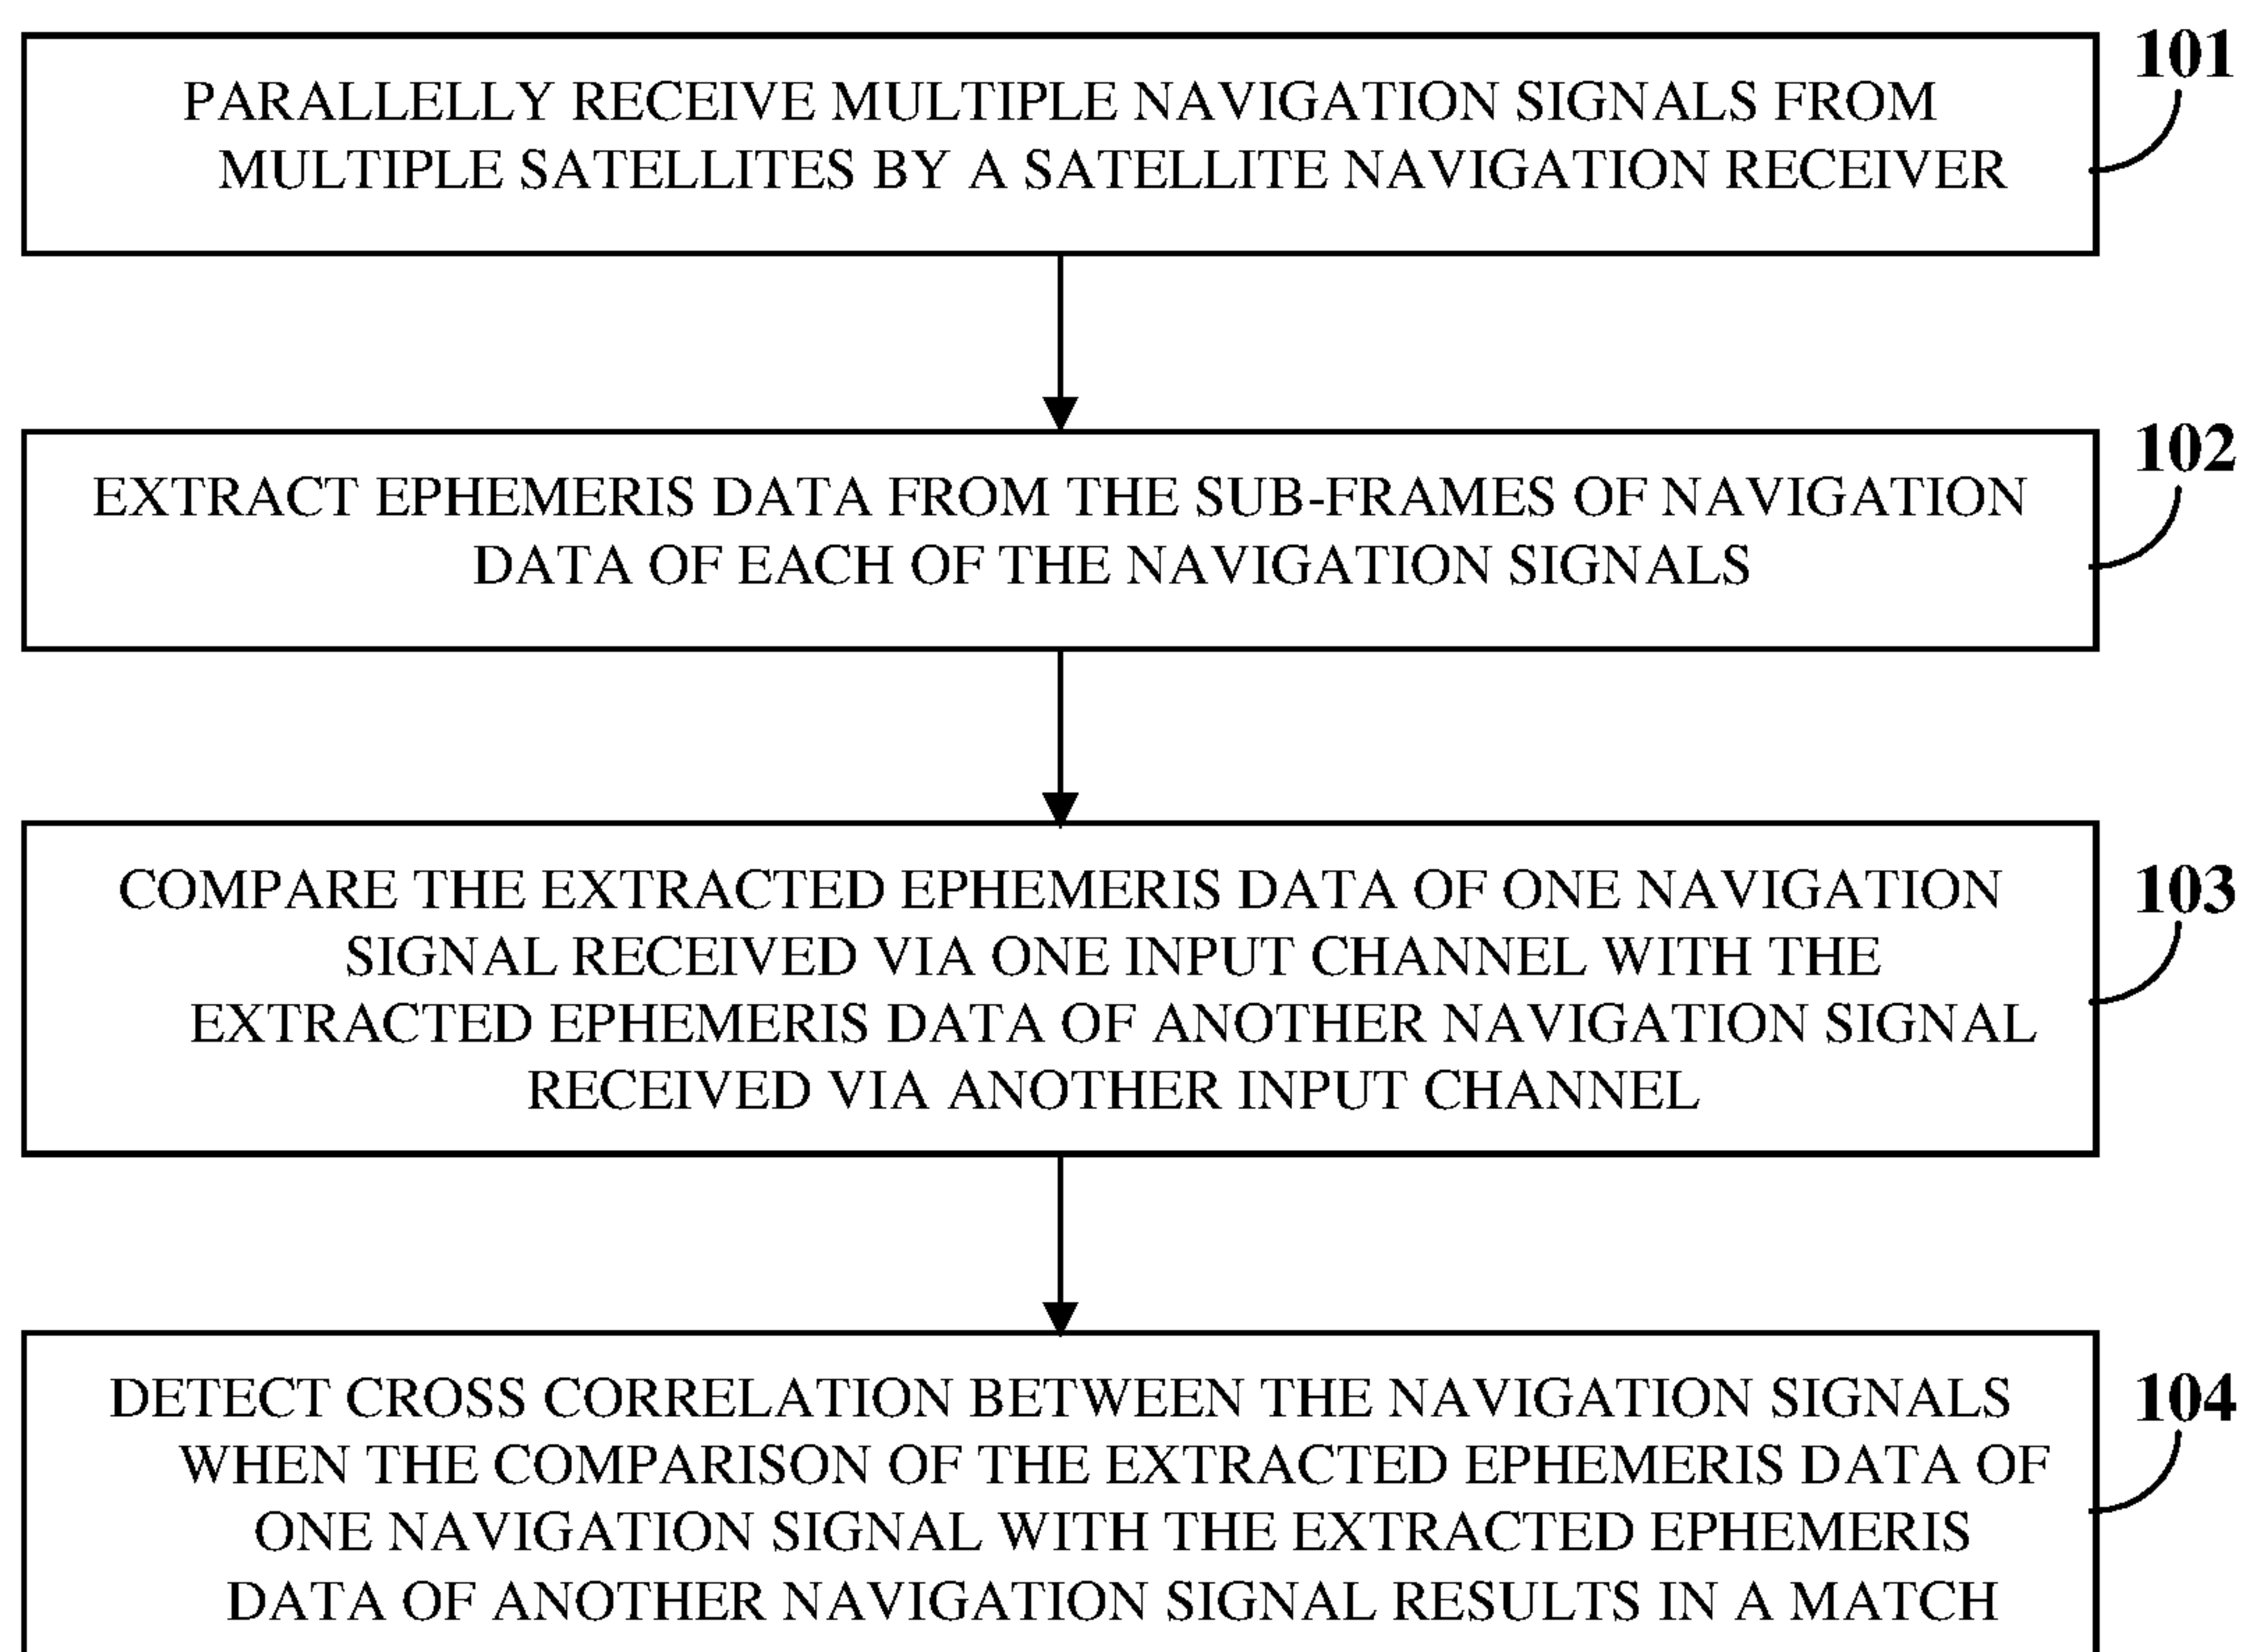 101
PARALLELLY RECEIVE MULTIPLE NAVIGATION SIGNALS FROM
MULTIPLE SATELLITES BY A SATELLITE NAVIGATION RECEIVER
102
EXTRACT EPHEMERIS DATA FROM THE SUB-FRAMES OF NAVIGATION
DATA OF EACH OF THE NAVIGATION SIGNALS
103
COMPARE THE EXTRACTED EPHEMERIS DATA OF ONE NAVIGATION
SIGNAL RECEIVED VIA ONE INPUT CHANNEL WITH THE
EXTRACTED EPHEMERIS DATA OF ANOTHER NAVIGATION SIGNAL
RECEIVED VIA ANOTHER INPUT CHANNEL
104
DETECT CROSS CORRELATION BETWEEN THE NAVIGATION SIGNALS
WHEN THE COMPARISON OF THE EXTRACTED EPHEMERIS DATA OF
ONE NAVIGATION SIGNAL WITH THE EXTRACTED EPHEMERIS
DATA OF ANOTHER NAVIGATION SIGNAL RESULTS IN A MATCH